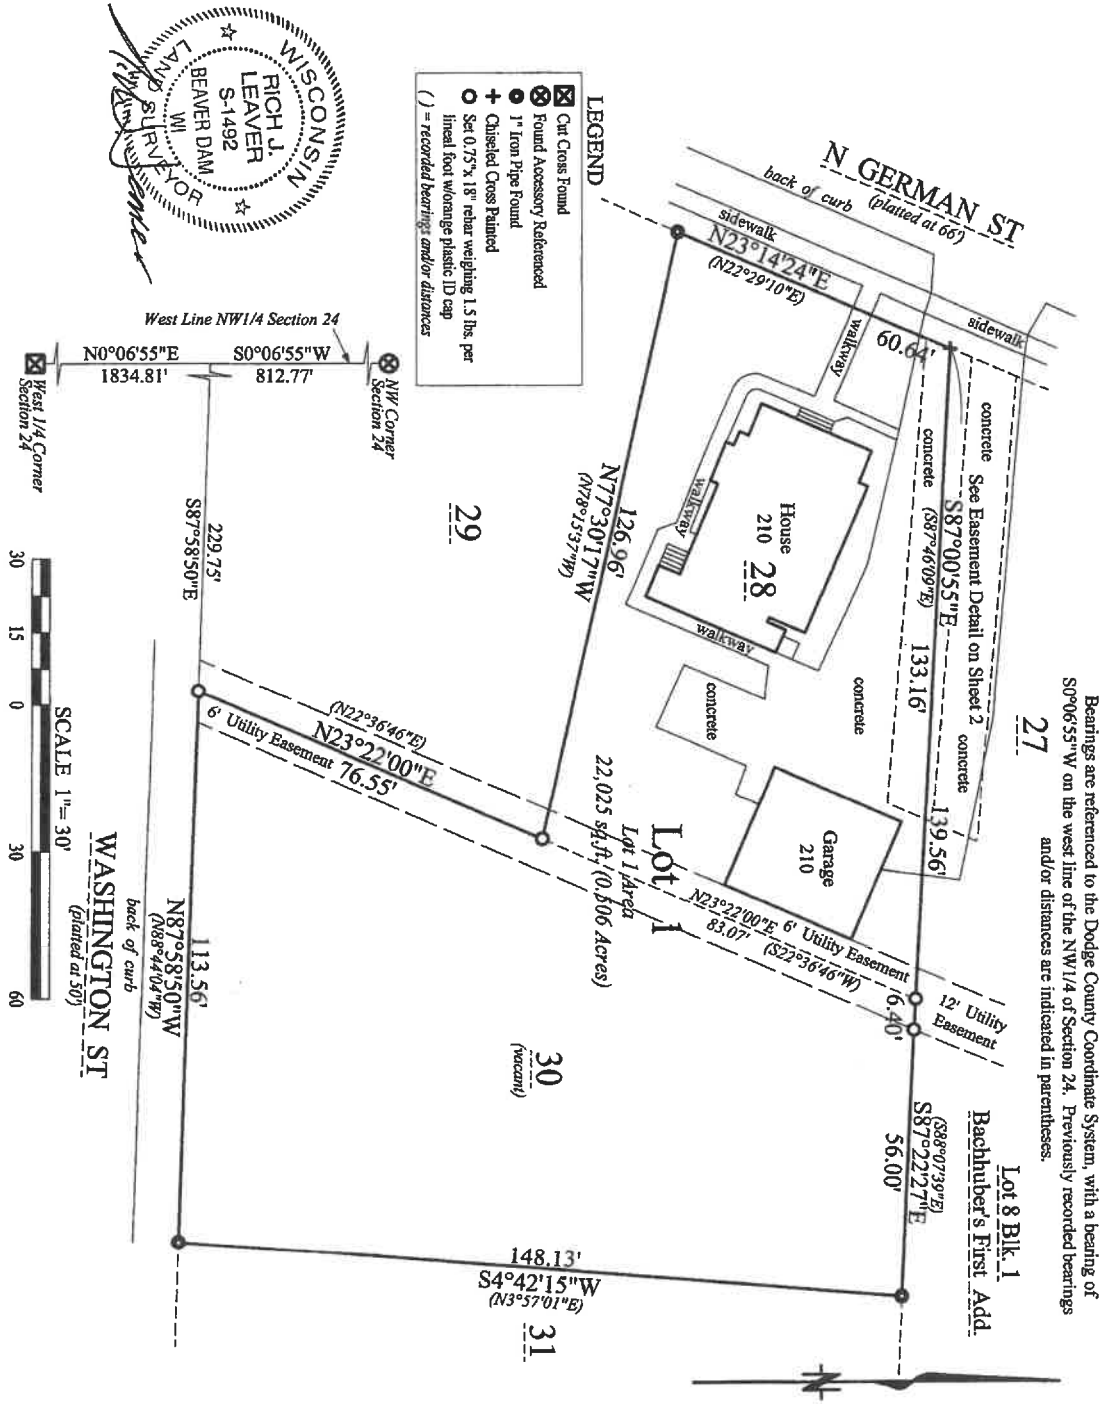 Bearings are referenced to the Dodge County Coordinate System, with a bearing of
S0°06'55"W on the west line of the NW1/4 of Section 24. Previously recorded bearings
and/or distances are indicated in parentheses.
N GERMAN ST
(platted at 66')
back of curb
sidewalk
sidewalk
N23°14'24"E
(N22°29'10"E)
60.64'
walkway
concrete
concrete
See Easement Detail on Sheet 2
S87°00'55"E
(S87°46'09"E)
133.16'
139.56'
concrete
27
Lot 8 Blk. 1
Bachhuber's First Add.
House
210
28
walkway
walkway
concrete
concrete
Garage
210
126.96'
N77°30'17"W
(N78°15'37"W)
29
Lot 1
Lot 1 Area
22,025 sq.ft. (0.506 Acres)
N23°22'00"E
83.07'
(S22°36'46"W)
6' Utility Easement
12' Utility
Easement
6.40'
(S88°07'39"E)
S87°22'27"E
56.00'
30
(vacant)
(N22°36'46"E)
N23°22'00"E
6' Utility Easement
76.55'
148.13'
S4°42'15"W
(N3°57'01"E)
31
113.56'
N87°58'50"W
(N88°44'04"W)
back of curb
WASHINGTON ST
(platted at 50')
229.75'
S87°58'50"E
West Line NW1/4 Section 24
NW Corner
Section 24
S0°06'55"W
812.77'
N0°06'55"E
1834.81'
West 1/4 Corner
Section 24
LEGEND
Cut Cross Found
Found Accessory Referenced
1" Iron Pipe Found
Chiseled Cross Painted
Set 0.75"x 18" rebar weighing 1.5 lbs. per
lineal foot w/orange plastic ID cap
( ) = recorded bearings and/or distances
WISCONSIN
RICH J.
LEAVER
S-1492
BEAVER DAM
WI
LAND SURVEYOR
SCALE 1"= 30'
30 15 0 30 60